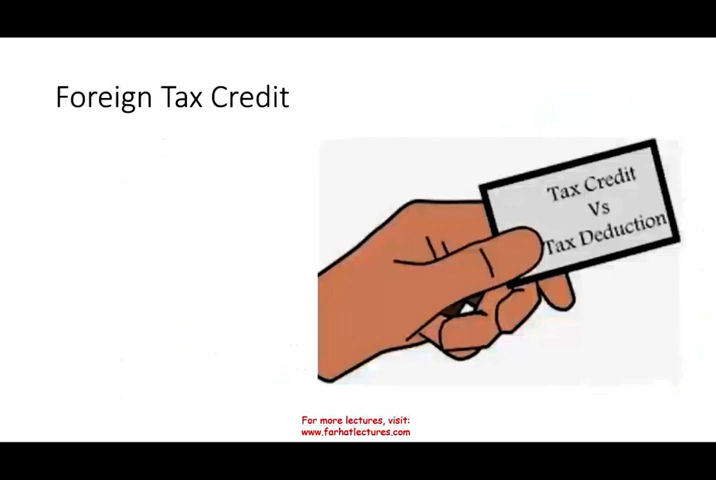 Foreign Tax Credit
Tax Credit
Vs
Tax Deduction
For more lectures, visit:
www.farhatlectures.com